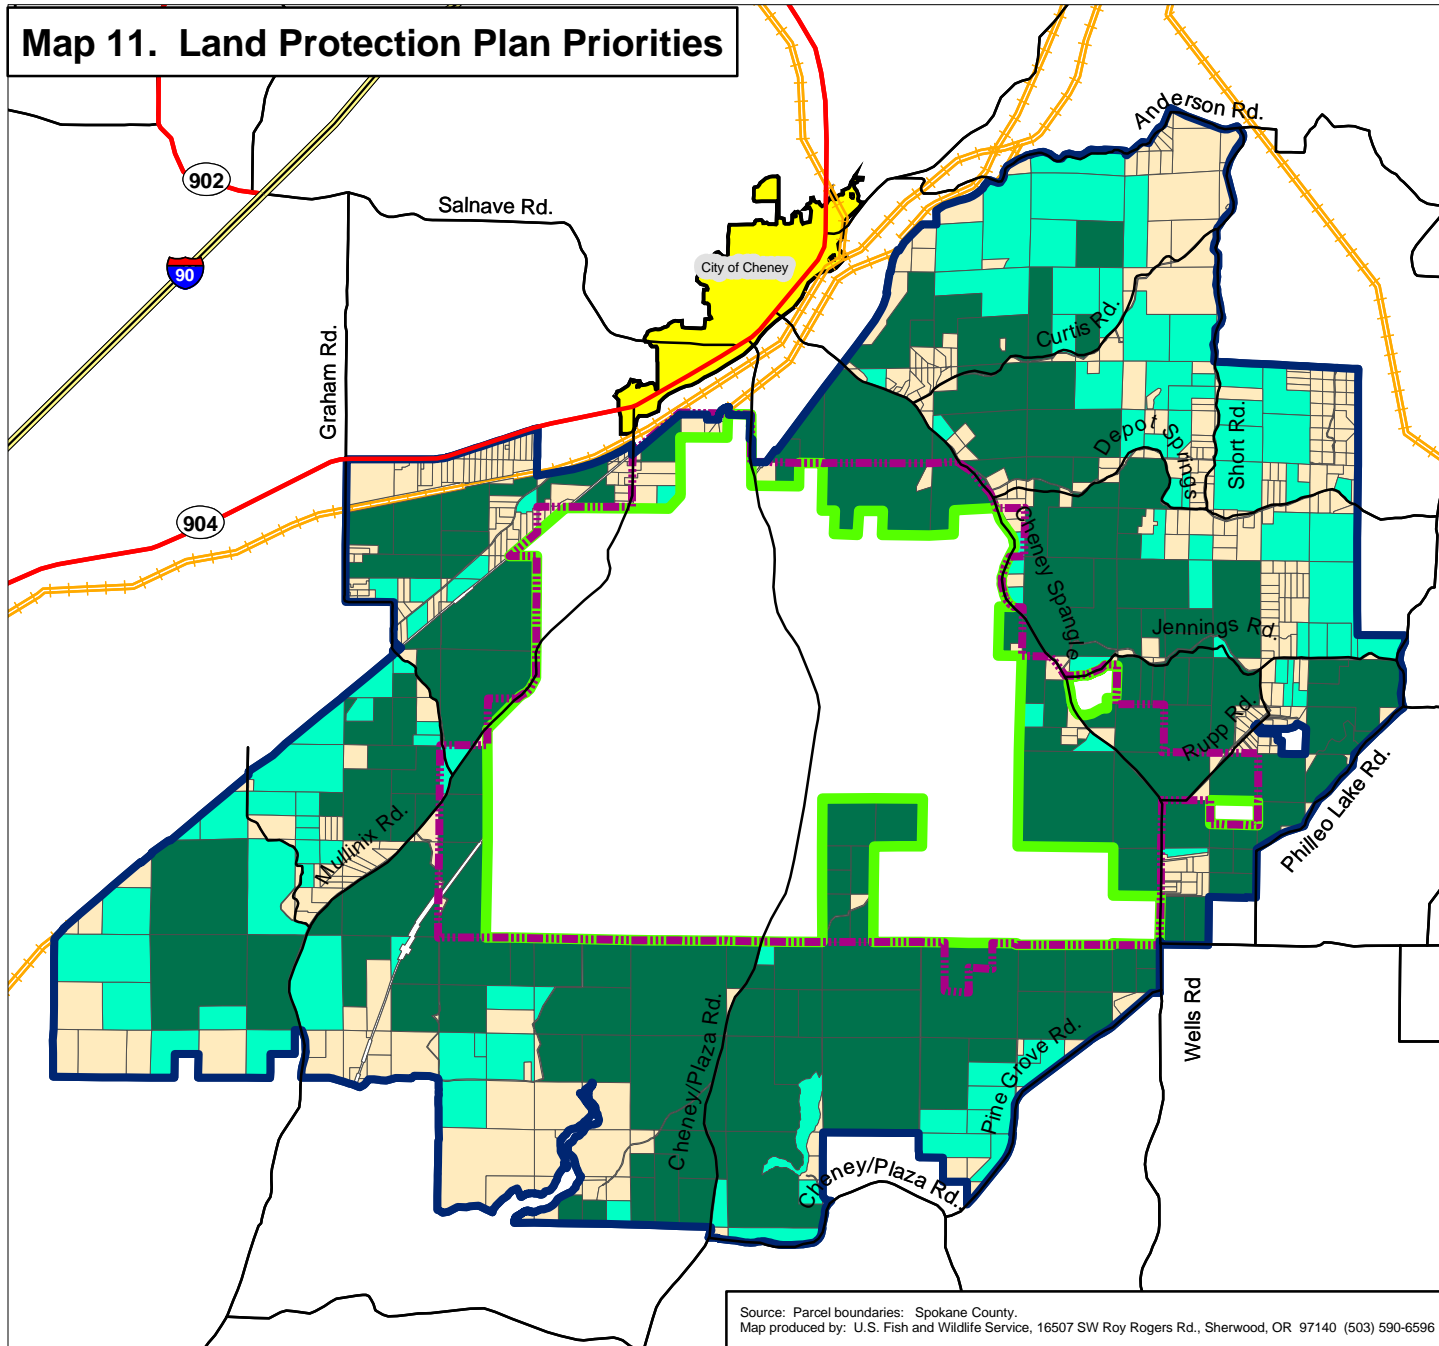 Map 11. Land Protection Plan Priorities
Anderson Rd.
902
Salnave Rd.
City of Cheney
90
Curtis Rd.
Graham Rd.
Depot Springs
Short Rd.
904
Cheney Spangle
Jennings Rd.
Rupp Rd.
Philleo Lake Rd.
Mullinix Rd.
Wells Rd
Pine Grove Rd.
Cheney/Plaza Rd.
Cheney/Plaza Rd.
Source: Parcel boundaries: Spokane County.
Map produced by: U.S. Fish and Wildlife Service, 16507 SW Roy Rogers Rd., Sherwood, OR 97140 (503) 590-6596